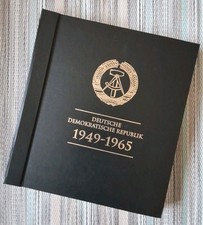 DEUTSCHE
DEMOKRATISCHE REPUBLIK
1949-1965